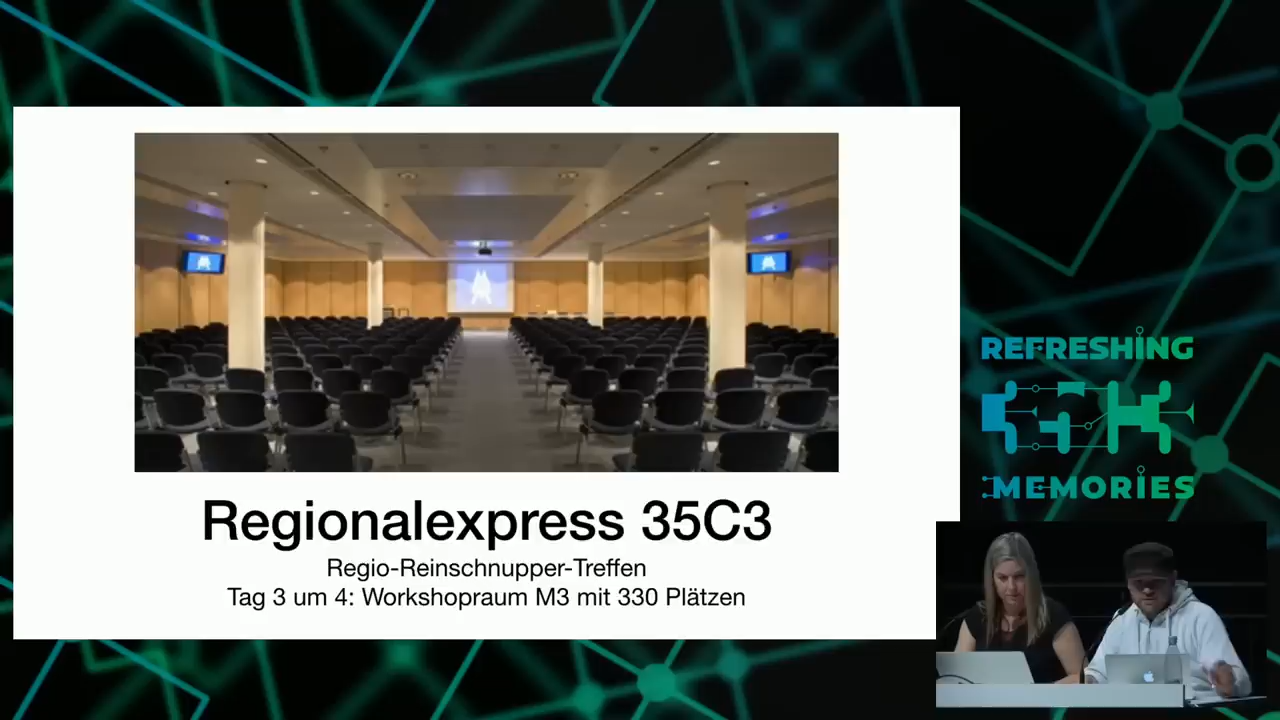 Regionalexpress 35C3
Regio-Reinschnupper-Treffen
Tag 3 um 4: Workshopraum M3 mit 330 Plätzen
REFRESHING
MEMORIES